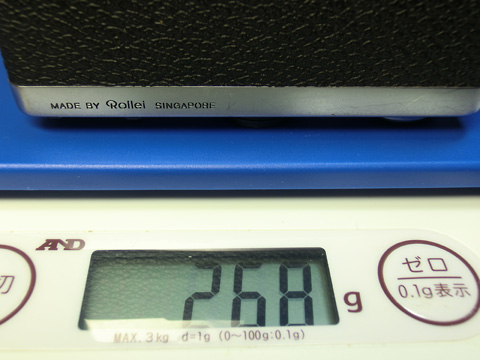 MADE BY Rollei SINGAPORE
AND
切
268 g
ゼロ
0.1g表示
MAX. 3kg d=1g (0~100g:0.1g)